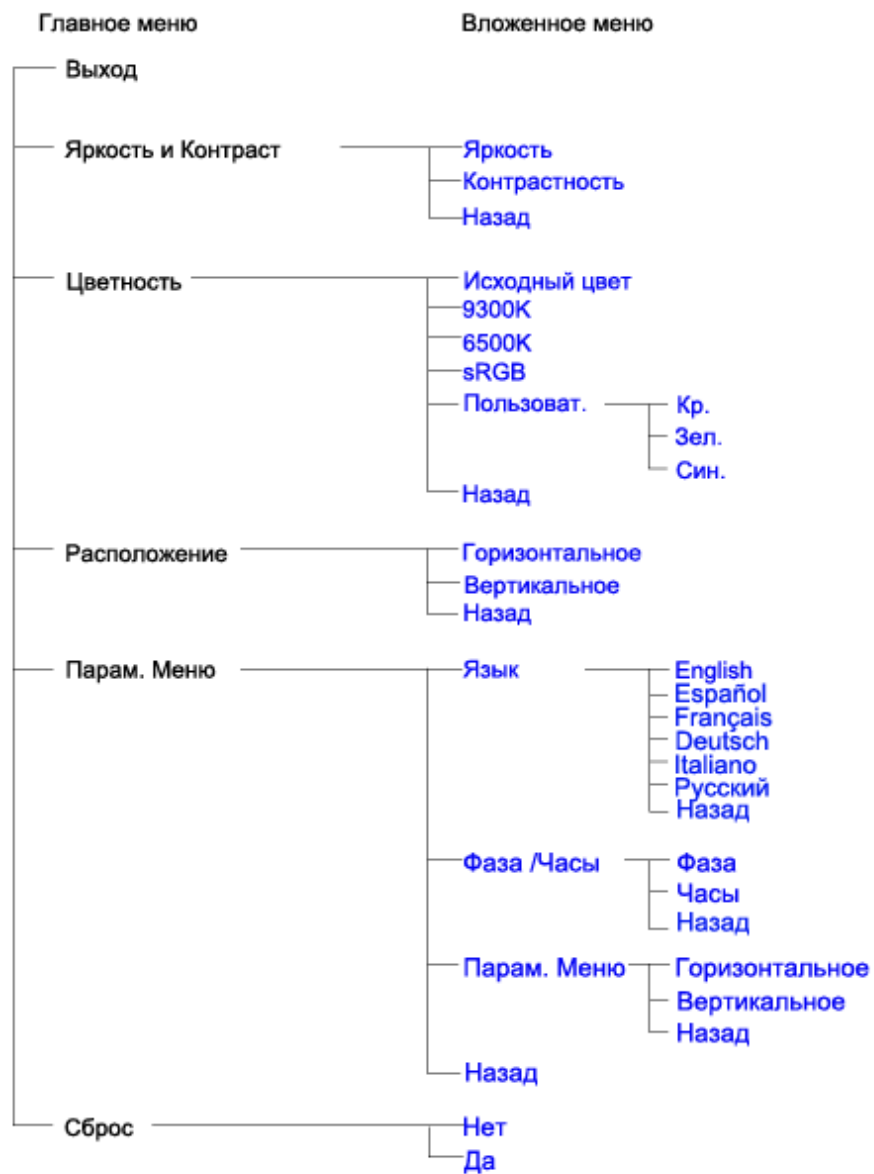 Главное меню Вложенное меню
Выход
Яркость и Контраст Яркость
Контрастность
Назад
Цветность Исходный цвет
9300K
6500K
sRGB
Пользоват. Кр.
Зел.
Син.
Назад
Расположение Горизонтальное
Вертикальное
Назад
Парам. Меню Язык English
Español
Français
Deutsch
Italiano
Русский
Назад
Фаза /Часы Фаза
Часы
Назад
Парам. Меню Горизонтальное
Вертикальное
Назад
Назад
Сброс Нет
Да